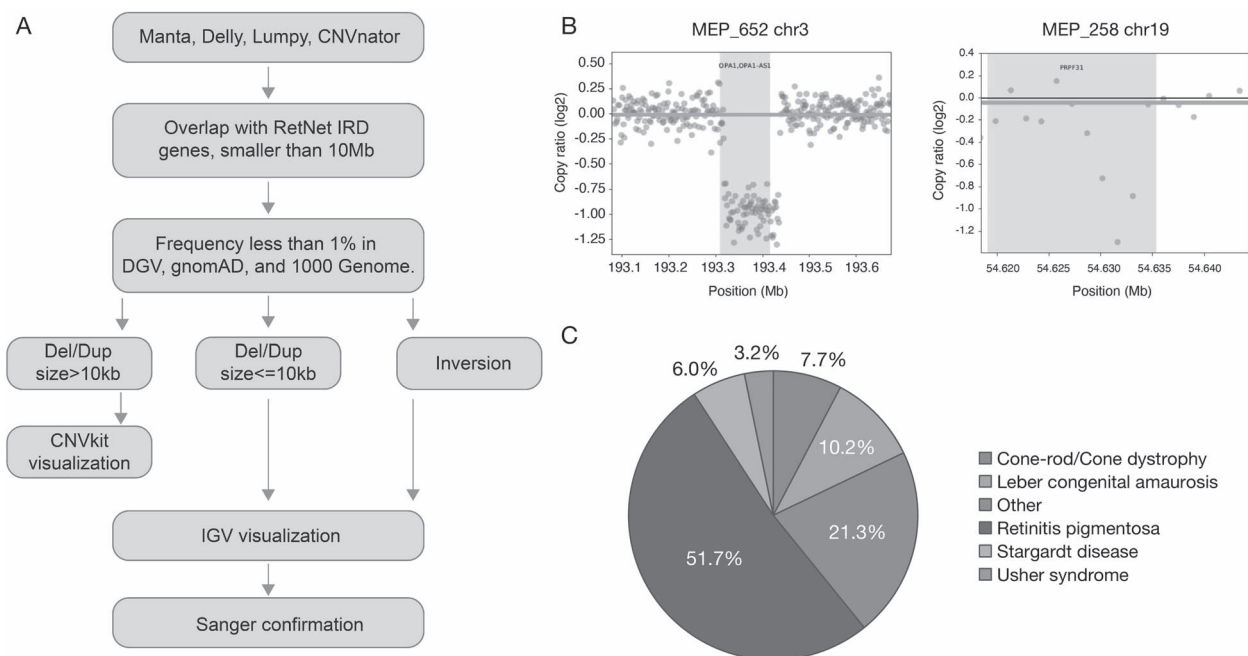 A
Manta, Delly, Lumpy, CNVnator
Overlap with RetNet IRD
genes, smaller than 10Mb
Frequency less than 1% in
DGV, gnomAD, and 1000 Genome.
Del/Dup
size>10kb
Del/Dup
size<=10kb
Inversion
CNVkit
visualization
IGV visualization
Sanger confirmation
B
MEP_652 chr3
OPA1,OPA1-AS1
0.50
0.25
0.00
-0.25
-0.50
-0.75
-1.00
-1.25
Copy ratio (log2)
193.1 193.2 193.3 193.4 193.5 193.6
Position (Mb)
MEP_258 chr19
PRPF31
0.4
0.2
0.0
-0.2
-0.4
-0.6
-0.8
-1.0
-1.2
Copy ratio (log2)
54.620 54.625 54.630 54.635 54.640
Position (Mb)
C
6.0%
3.2%
7.7%
10.2%
21.3%
51.7%
Cone-rod/Cone dystrophy
Leber congenital amaurosis
Other
Retinitis pigmentosa
Stargardt disease
Usher syndrome